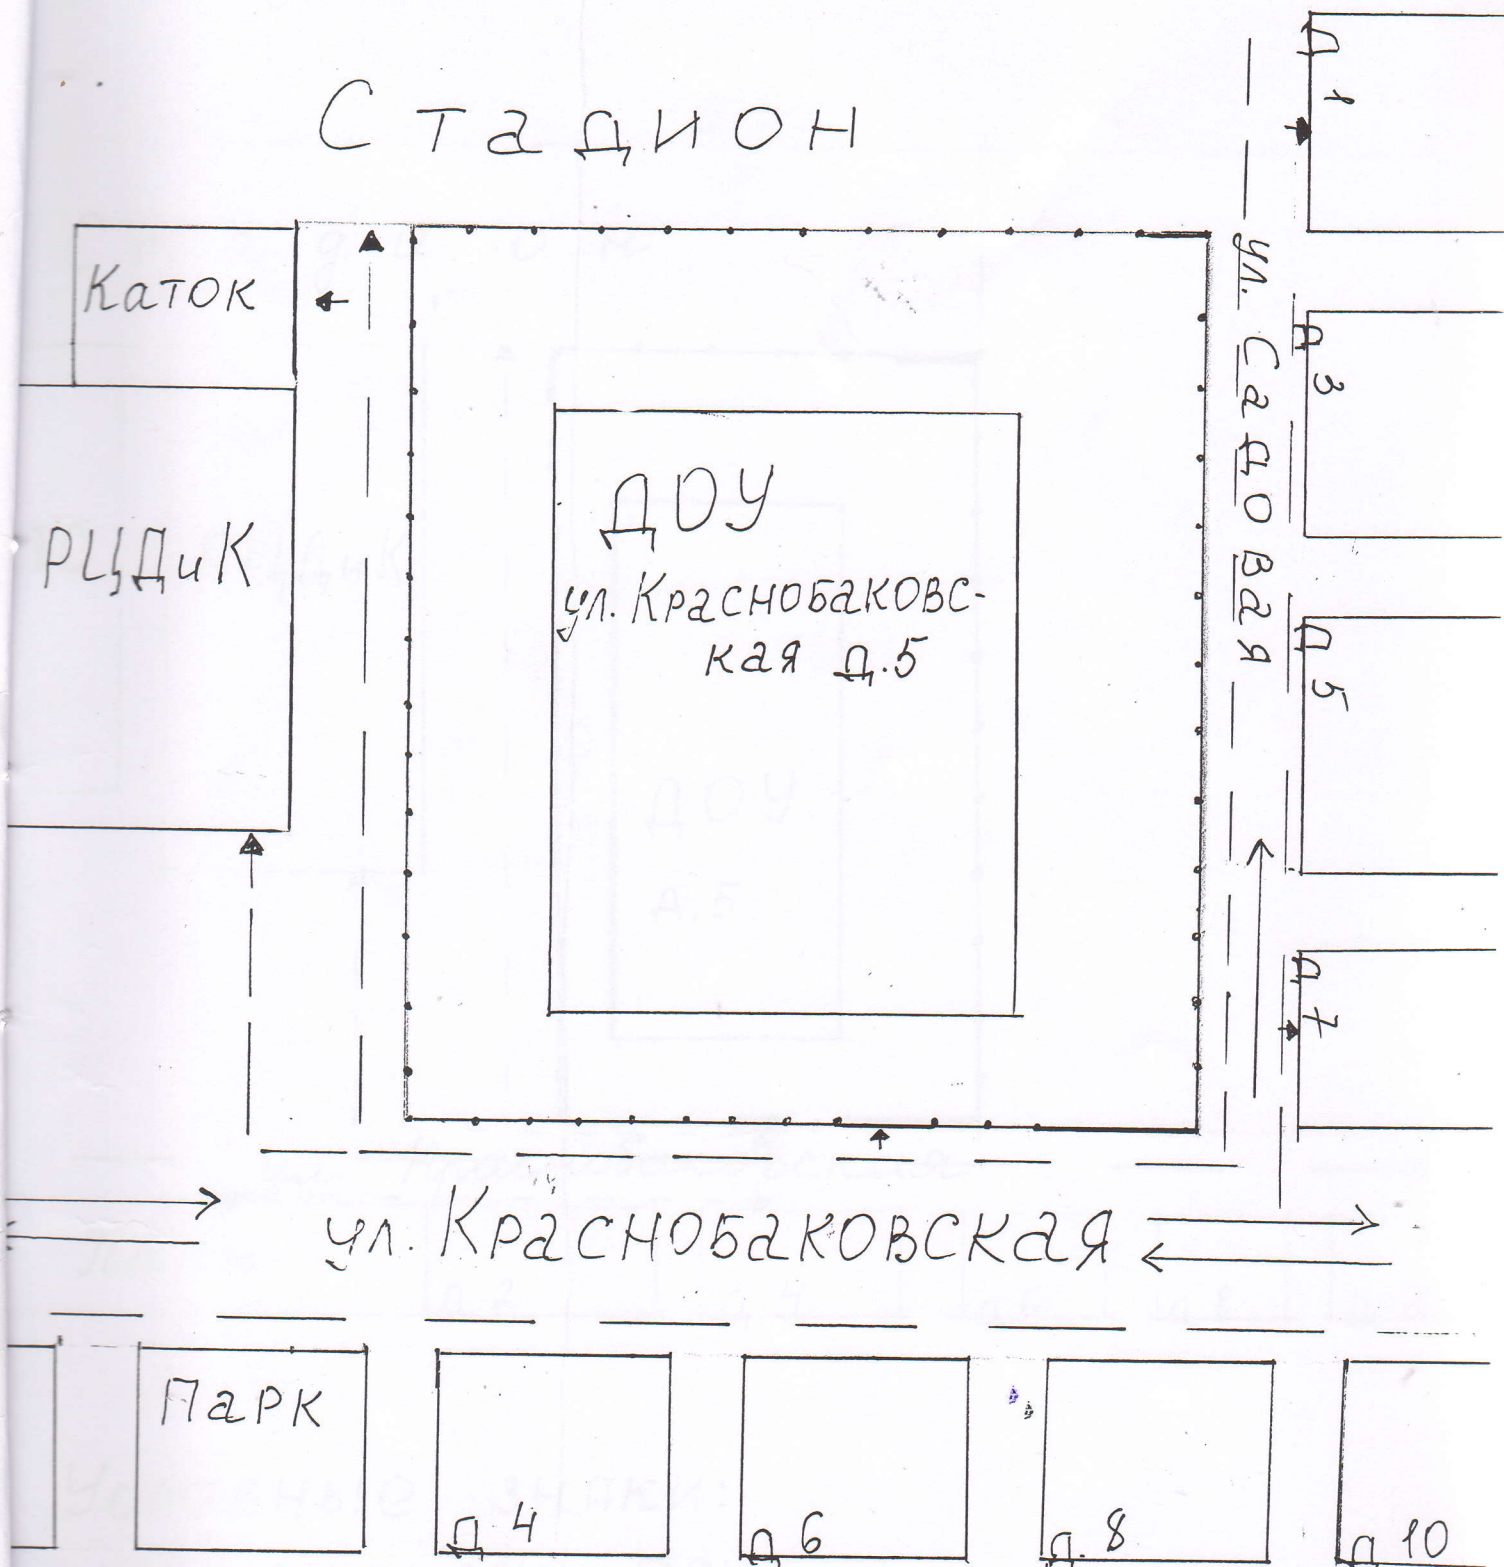 Стадион
Каток
РЦДиК
ДОУ
ул. Краснобаковс-
кая д.5
ул. Садовая
Д 1
Д 3
Д 5
Д 7
ул. Краснобаковская
Парк
Д 4
Д 6
Д. 8
Д 10